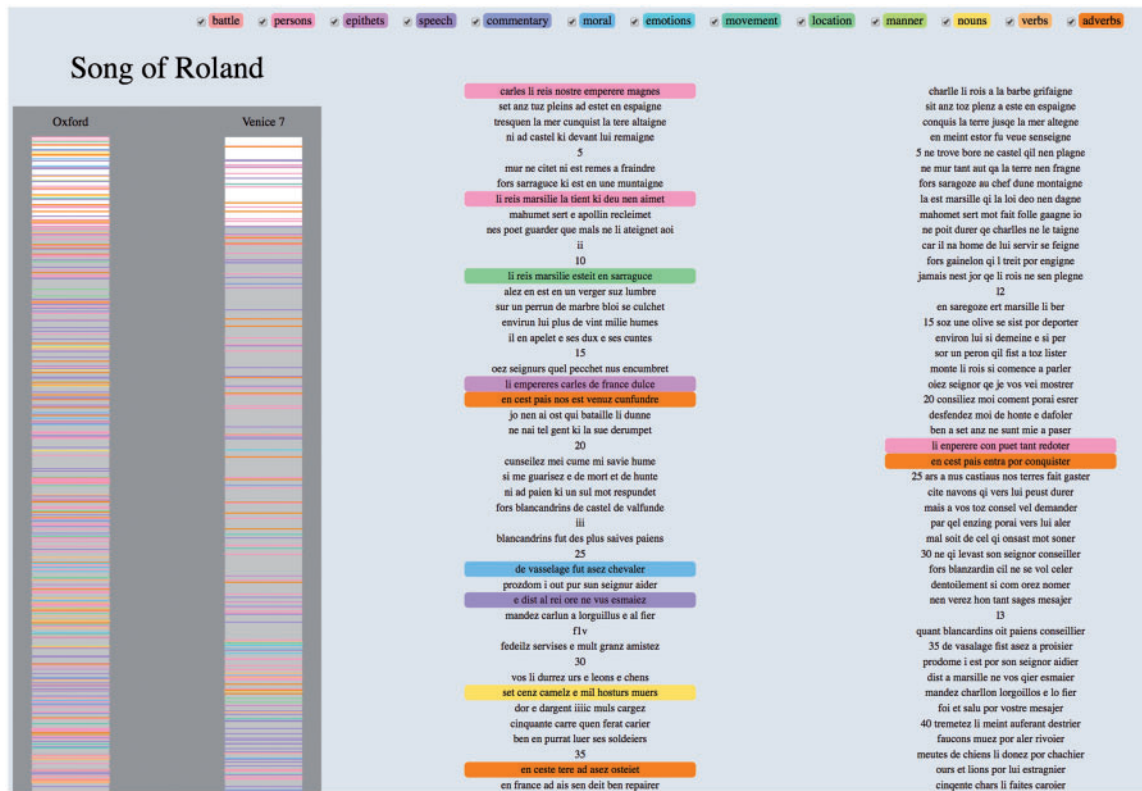 battle persons epithets speech commentary moral emotions movement location manner nouns verbs adverbs
Song of Roland
Oxford
Venice 7
carles li reis nostre emperere magnes
set anz tuz pleins ad estet en espaigne
tresquen la mer cunquist la tere altaigne
ni ad castel ki devant lui remaigne
5
mur ne citet ni est remes a fraindre
fors sarraguce ki est en une muntaigne
li reis marsilie la tient ki deu nen aimet
mahumet sert e apollin recleimet
nes poet guarder que mals ne li ateignet aoi
ii
10
li reis marsilie esteit en sarraguce
alez en est en un verger suz lumbre
sur un perrun de marbre bloi se culchet
envirun lui plus de vint milie humes
il en apelet e ses dux e ses cuntes
15
oez seignurs quel pecchet nus encumbret
li empereres carles de france dulce
en cest pais nos est venuz cunfundre
jo nen ai ost qui bataille li dunne
ne nai tel gent ki la sue derumpet
20
cunseilez mei cume mi savie hume
si me guarisez e de mort et de hunte
ni ad paien ki un sul mot respundet
fors blancandrins de castel de valfunde
iii
blancandrins fut des plus saives paiens
25
de vasselage fut asez chevaler
prozdom i out pur sun seignur aider
e dist al rei ore ne vus esmaiez
mandez carlun a lorguillus e al fier
f1v
fedeilz servises e mult granz amistez
30
vos li durrez urs e leons e chens
set cenz camelz e mil hosturs muers
dor e dargent iiiic muls cargez
cinquante carre quen ferat carier
ben en purrat luer ses soldeiers
35
en ceste tere ad asez osteiet
en france ad ais sen deit ben repairer
charlle li rois a la barbe grifaigne
sit anz toz plenz a este en espaigne
conquis la terre jusqe la mer altegne
en meint estor fu veue senseigne
5 ne trove bore ne castel qil nen plagne
ne mur tant aut qa la terre nen fragne
fors saragoze au chef dune montaigne
la est marsille qi la loi deo nen dagne
mahomet sert mot fait folle gaagne io
ne poit durer qe charlles ne le taigne
car il na home de lui servir se feigne
fors gainelon qi l treit por engigne
jamais nest jor qe li rois ne sen plegne
l2
en saregoze ert marsille li ber
15 soz une olive se sist por deporter
environ lui si demeine e si per
sor un peron qil fist a toz lister
monte li rois si comence a parler
oiez seignor qe je vos vei mostrer
20 consiliez moi coment porai esrer
desfendez moi de honte e dafoler
ben a set anz ne sunt mie a paser
li enperere con puet tant redoter
en cest pais entra por conquister
25 ars a nus castiaus nos terres fait gaster
cite navons qi vers lui peust durer
mais a vos toz consel vel demander
par qel enzing porai vers lui aler
mal soit de cel qi onsast mot soner
30 ne qi levast son seignor conseiller
fors blanzardin cil ne se vol celer
dentoilement si com orez nomer
nen verez hon tant sages mesajer
l3
quant blancardins oit paiens conseillier
35 de vasalage fist asez a proisier
prodome i est por son seignor aidier
dist a marsille ne vos qier esmaier
mandez charllon lorgoillos e lo fier
foi et salu por vostre mesajer
40 tremetez li meint auferant destrier
faucons muez por aler rivoier
meutes de chiens li donez por chachier
ours et lions por lui estragnier
cinqente chars li faites caroier